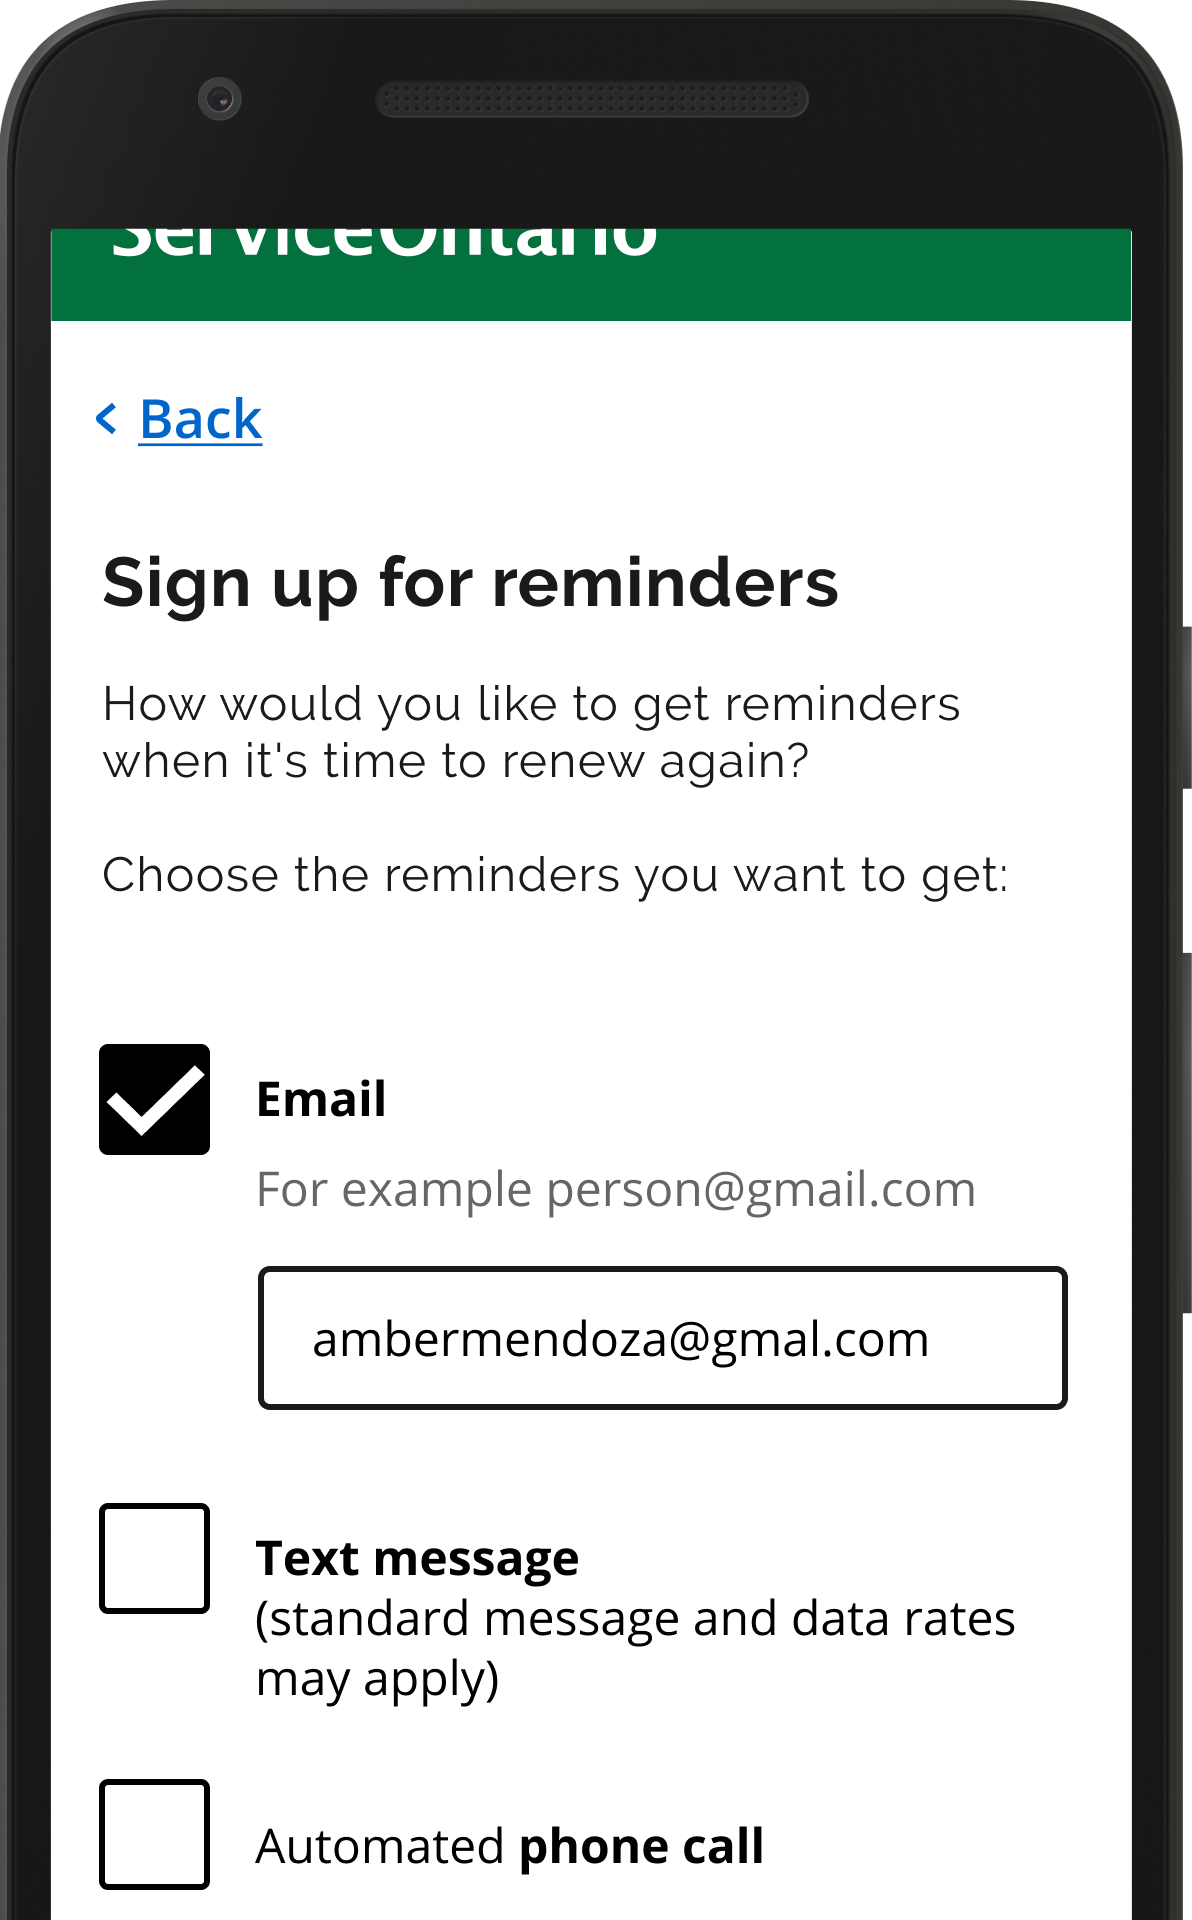 ServiceOntario
< Back
Sign up for reminders
How would you like to get reminders
when it's time to renew again?
Choose the reminders you want to get:
Email
For example person@gmail.com
ambermendoza@gmal.com
Text message
(standard message and data rates
may apply)
Automated phone call